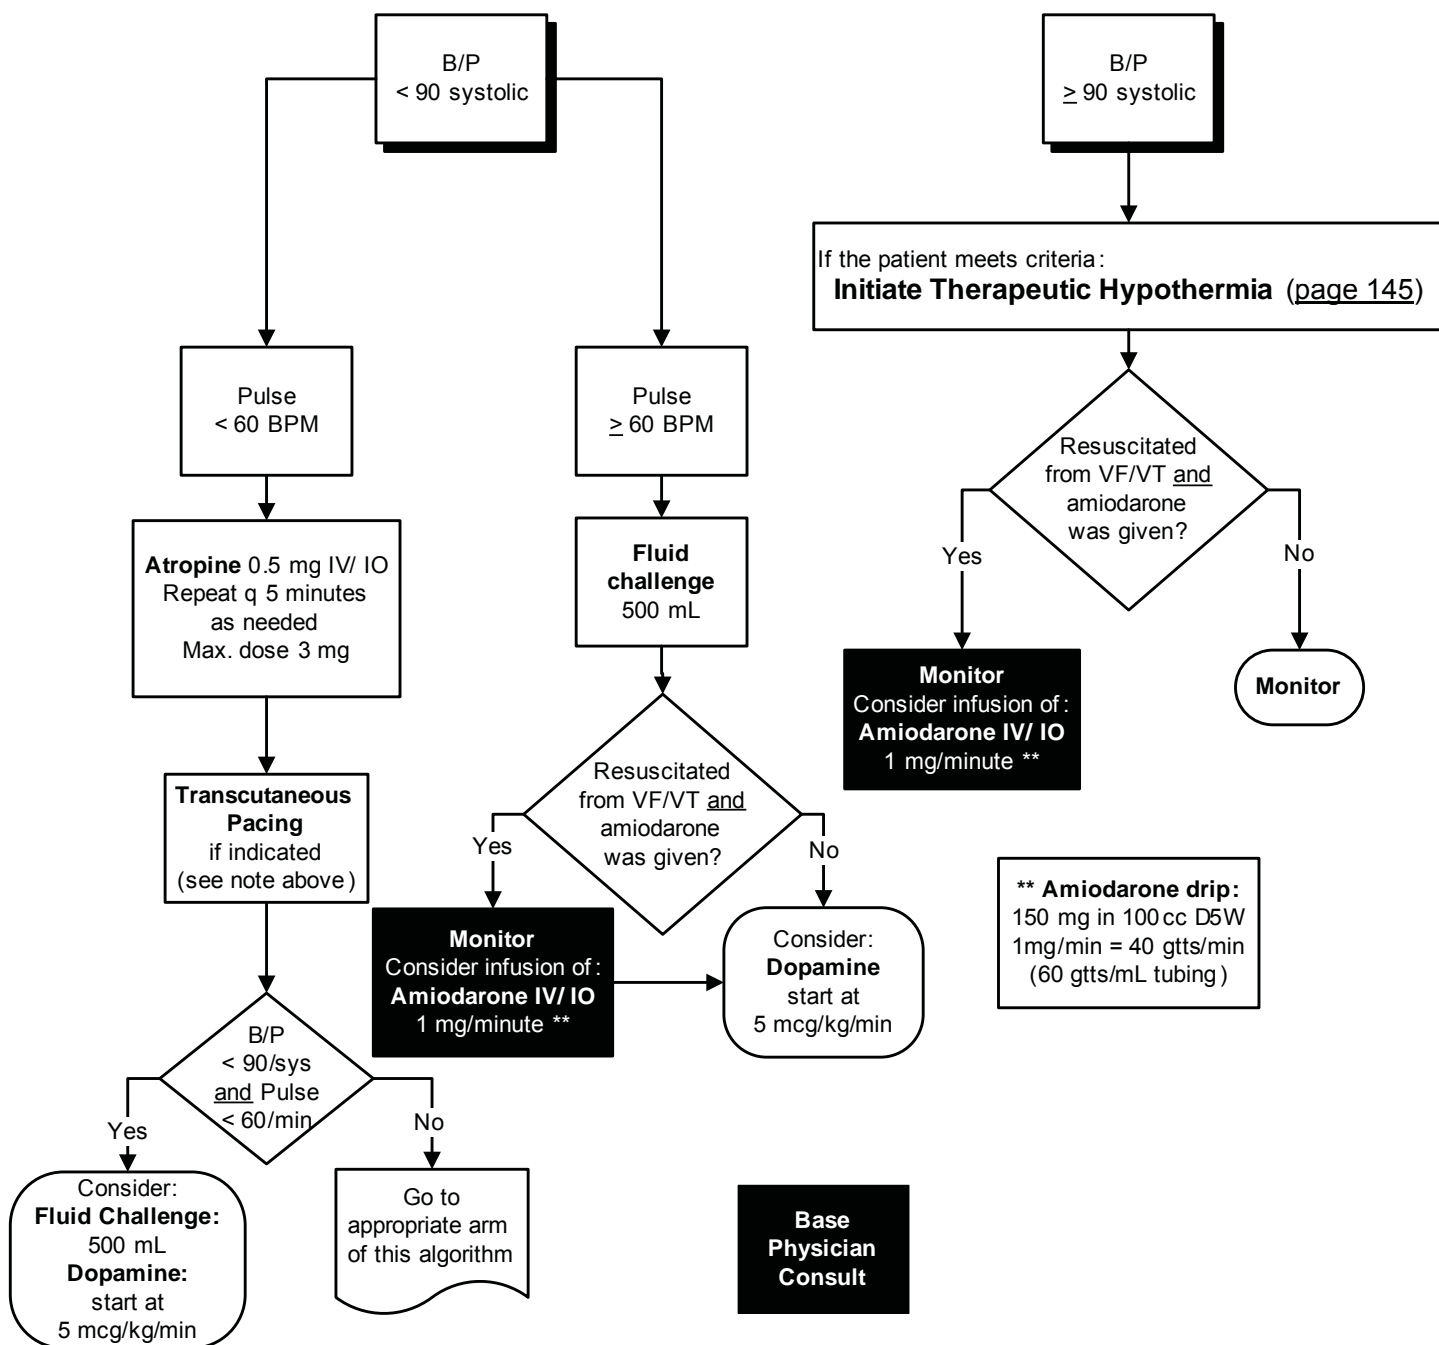 B/P
< 90 systolic
B/P
≥ 90 systolic
If the patient meets criteria:
Initiate Therapeutic Hypothermia (page 145)
Pulse
< 60 BPM
Pulse
≥ 60 BPM
Resuscitated
from VF/VT and
amiodarone
was given?
Yes
No
Atropine 0.5 mg IV/ IO
Repeat q 5 minutes
as needed
Max. dose 3 mg
Fluid
challenge
500 mL
Monitor
Consider infusion of:
Amiodarone IV/ IO
1 mg/minute **
Monitor
Transcutaneous
Pacing
if indicated
(see note above)
Resuscitated
from VF/VT and
amiodarone
was given?
Yes
No
Monitor
Consider infusion of:
Amiodarone IV/ IO
1 mg/minute **
Consider:
Dopamine
start at
5 mcg/kg/min
** Amiodarone drip:
150 mg in 100cc D5W
1mg/min = 40 gtts/min
(60 gtts/mL tubing)
B/P
< 90/sys
and Pulse
< 60/min
Yes
No
Consider:
Fluid Challenge:
500 mL
Dopamine:
start at
5 mcg/kg/min
Go to
appropriate arm
of this algorithm
Base
Physician
Consult